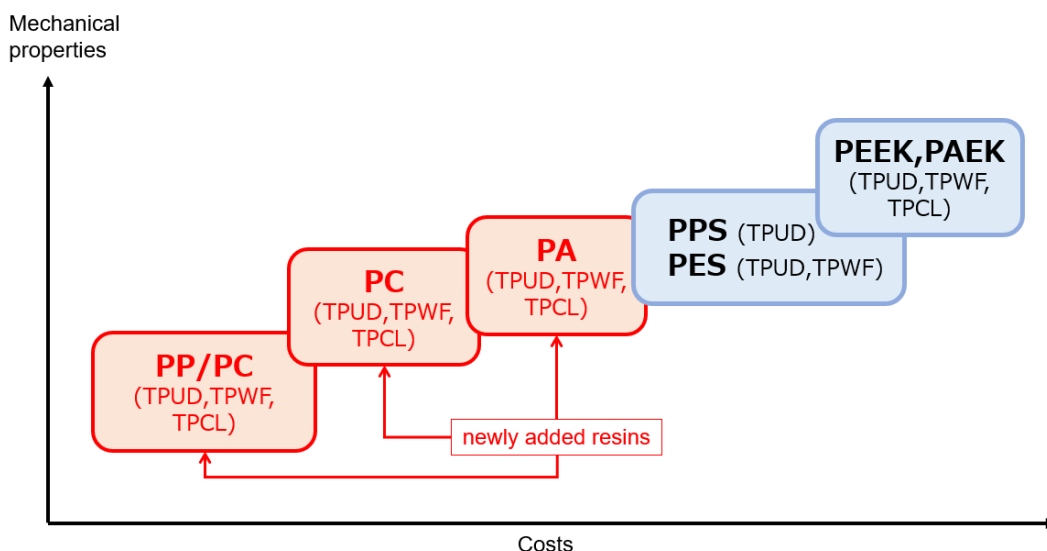 Mechanical
properties
PEEK,PAEK
(TPUD,TPWF,
TPCL)
PPS (TPUD)
PES (TPUD,TPWF)
PA
(TPUD,TPWF,
TPCL)
PC
(TPUD,TPWF,
TPCL)
PP/PC
(TPUD,TPWF,
TPCL)
newly added resins
Costs